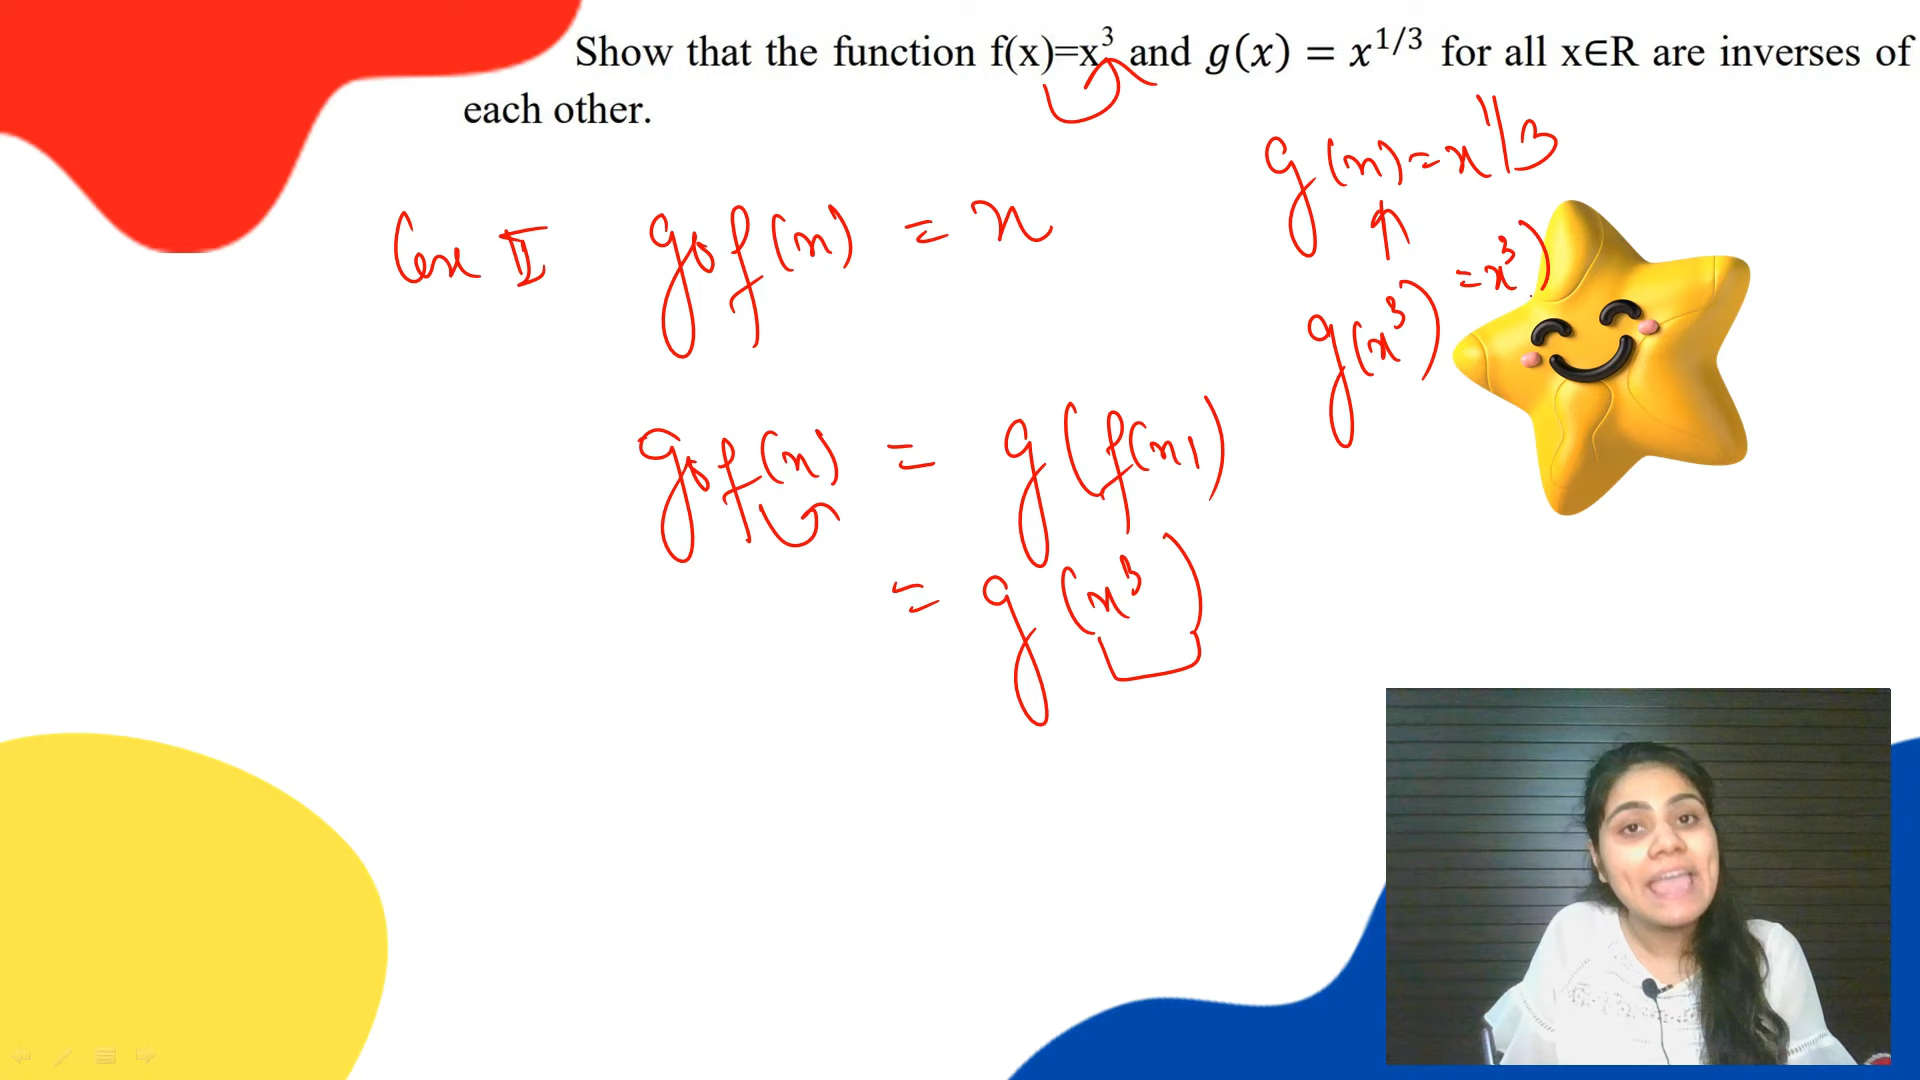 Show that the function f(x)=x³ and g(x) = x^{1/3} for all x∈R are inverses of
each other.
g(x) = x^{1/3}
Case II gof(x) = x
g(x³) = x³)
gof(x) = g(f(x))
= g(x³)